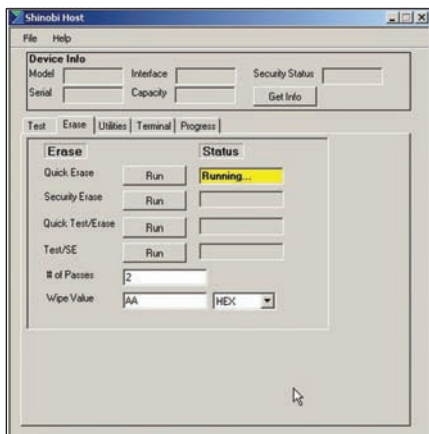 Shinobi Host
File Help
Device Info
Model Interface Security Status
Serial Capacity Get Info
Test Erase Utilities Terminal Progress
Erase Status
Quick Erase Run Running...
Security Erase Run
Quick Test/Erase Run
Test/SE Run
# of Passes 2
Wipe Value AA HEX